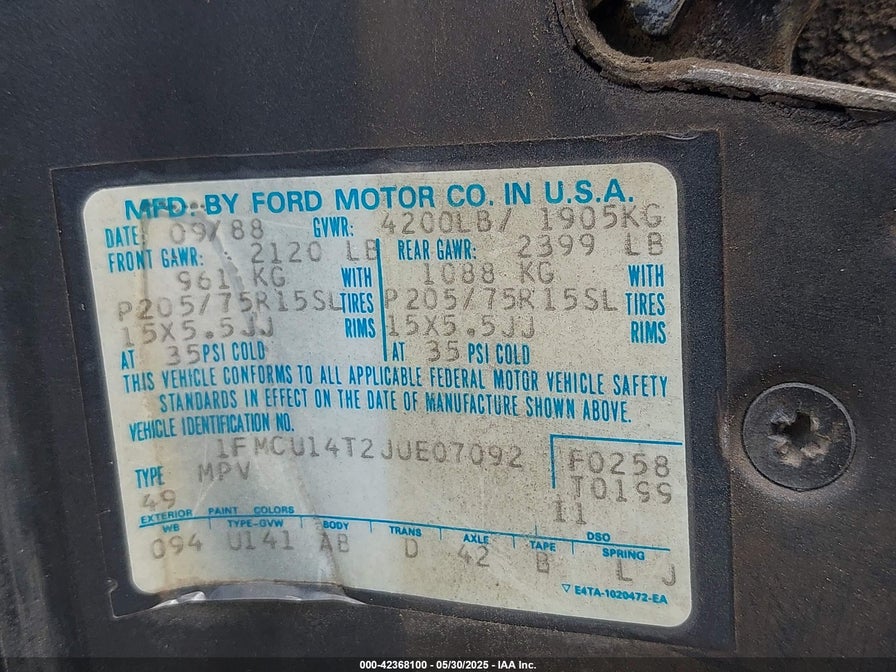 MFD. BY FORD MOTOR CO. IN U.S.A.
DATE: 09/88 GVWR: 4200LB/ 1905KG
FRONT GAWR: 2120 LB REAR GAWR: 2399 LB
961 KG WITH 1088 KG WITH
P205/75R15SL TIRES P205/75R15SL TIRES
15X5.5JJ RIMS 15X5.5JJ RIMS
AT 35 PSI COLD AT 35 PSI COLD
THIS VEHICLE CONFORMS TO ALL APPLICABLE FEDERAL MOTOR VEHICLE SAFETY
STANDARDS IN EFFECT ON THE DATE OF MANUFACTURE SHOWN ABOVE.
VEHICLE IDENTIFICATION NO.
1FMCU14T2JUE07092 F0258
TYPE MPV T0199
49 11
EXTERIOR PAINT COLORS DSO
WB TYPE-GVW BODY TRANS AXLE TAPE SPRING
094 U141 AB D 42 B L J
▽ E4TA-1020472-EA
000-42368100 - 05/30/2025 - IAA Inc.